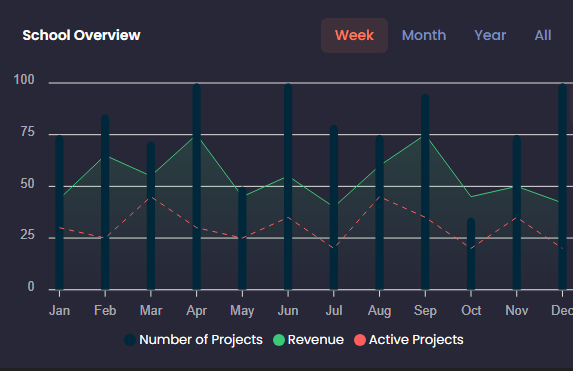 School Overview Week Month Year All
100
75
50
25
0
Jan Feb Mar Apr May Jun Jul Aug Sep Oct Nov Dec
Number of Projects Revenue Active Projects